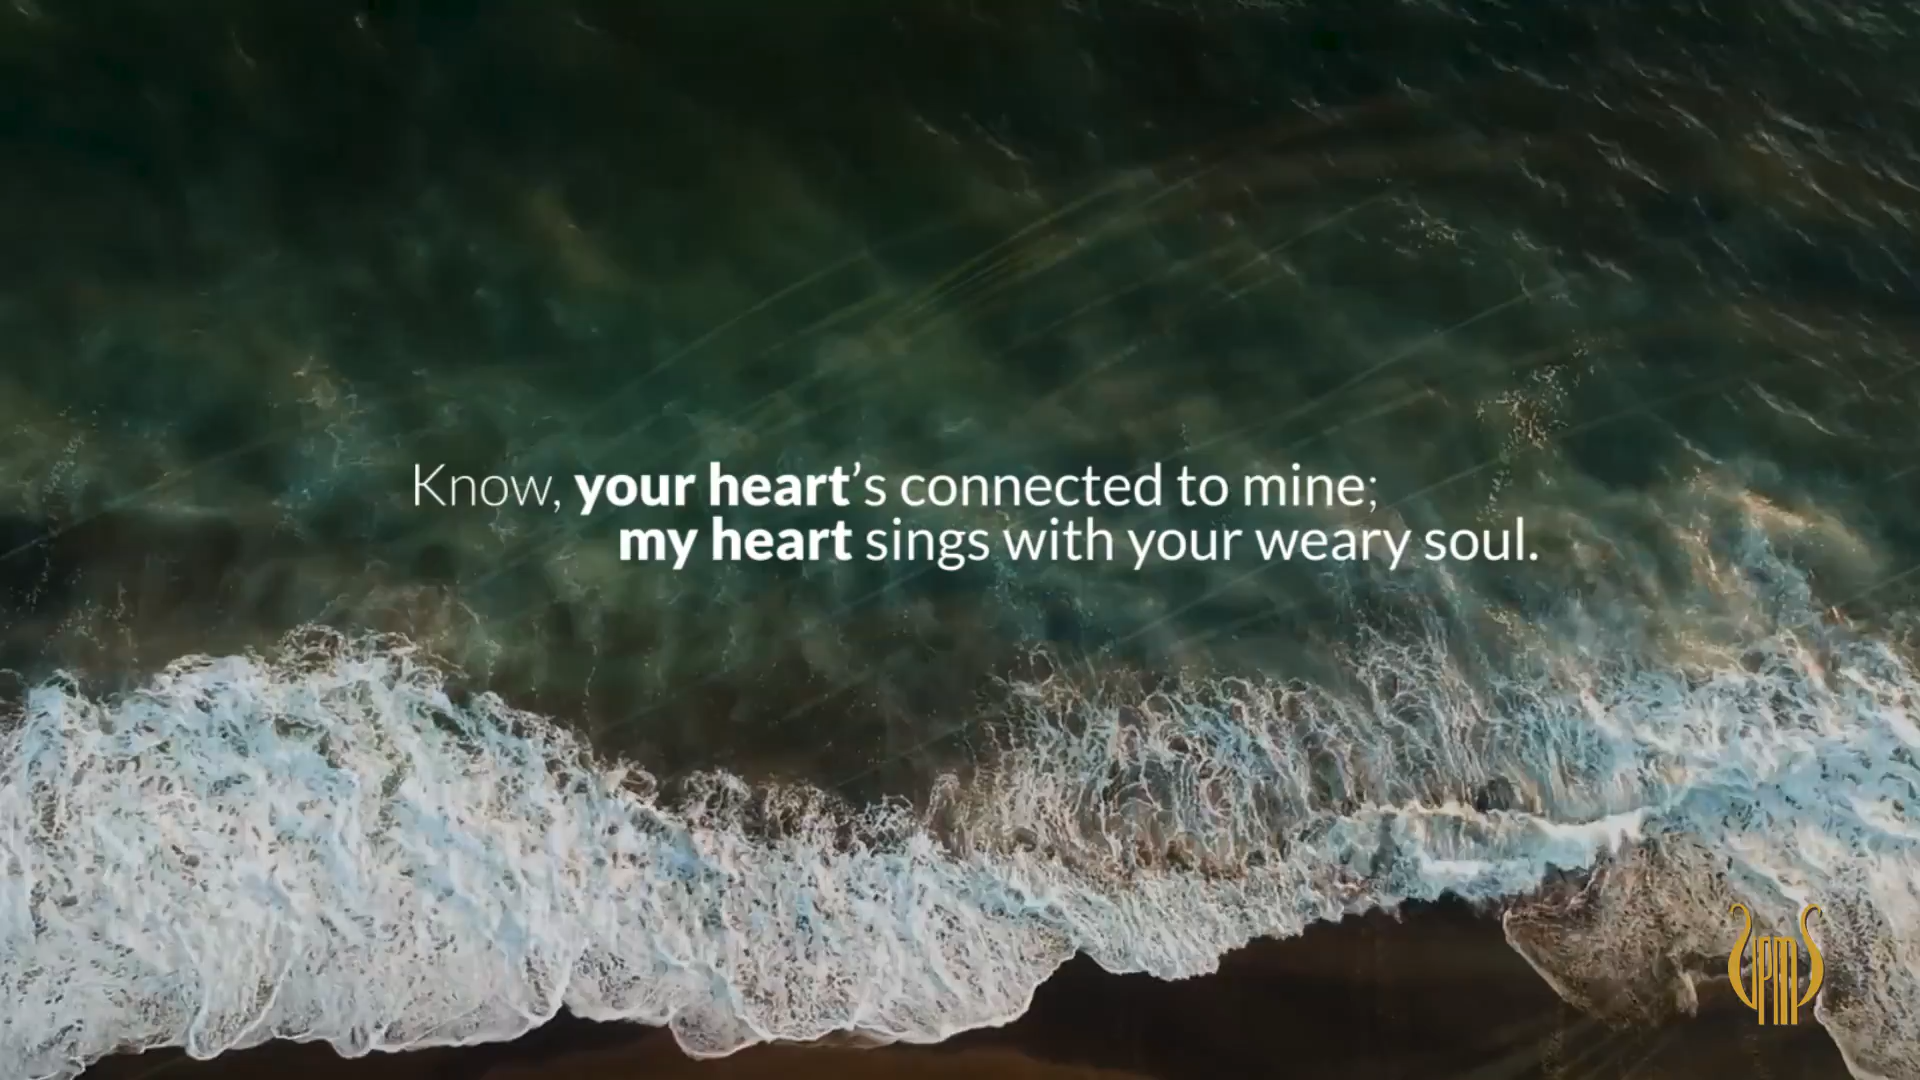 Know, your heart’s connected to mine;
my heart sings with your weary soul.